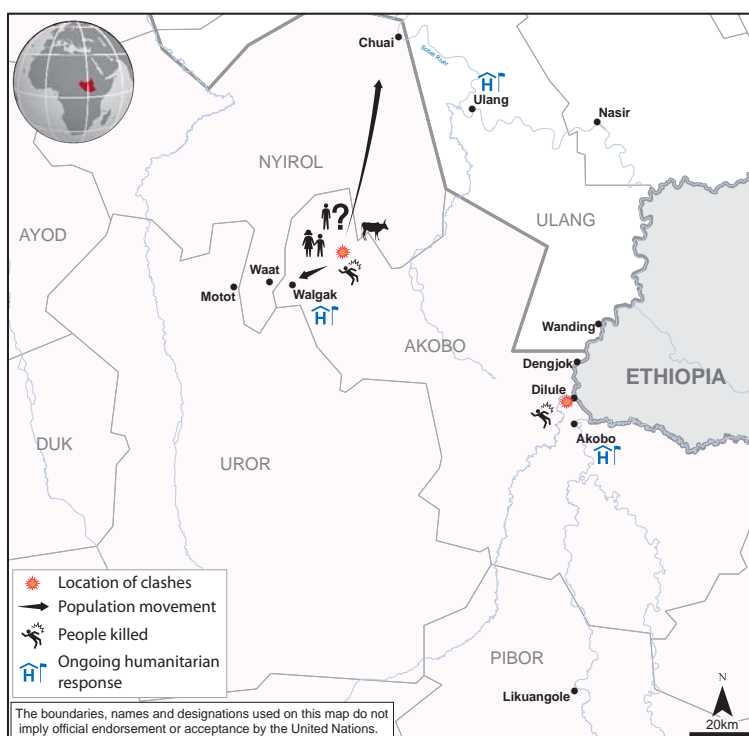 Chuai
Sobat River
H
Ulang
Nasir
NYIROL
ULANG
AYOD
?
Waat
Motot
Walgak
H
Wanding
AKOBO
Dengjok
ETHIOPIA
Dilule
Akobo
DUK
H
UROR
Location of clashes
Population movement
People killed
H
Ongoing humanitarian
response
PIBOR
Likuangole
N
20km
The boundaries, names and designations used on this map do not
imply official endorsement or acceptance by the United Nations.